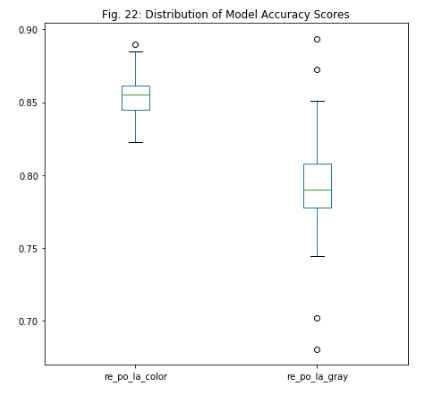 Fig. 22: Distribution of Model Accuracy Scores
0.90
0.85
0.80
0.75
0.70
re_po_la_color
re_po_la_gray